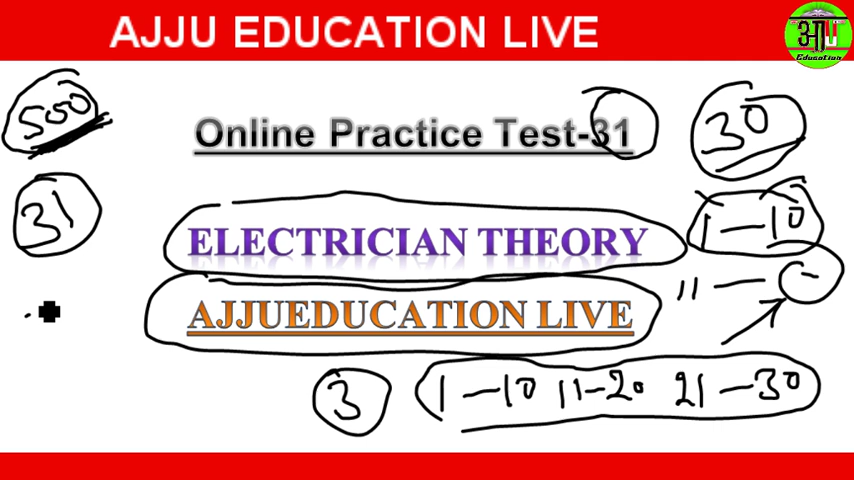 AJJU EDUCATION LIVE
Education
500
Online Practice Test-31
30
31
1 - 10
ELECTRICIAN THEORY
11 -
AJJUEDUCATION LIVE
3
1 - 10 11 - 20 21 - 30